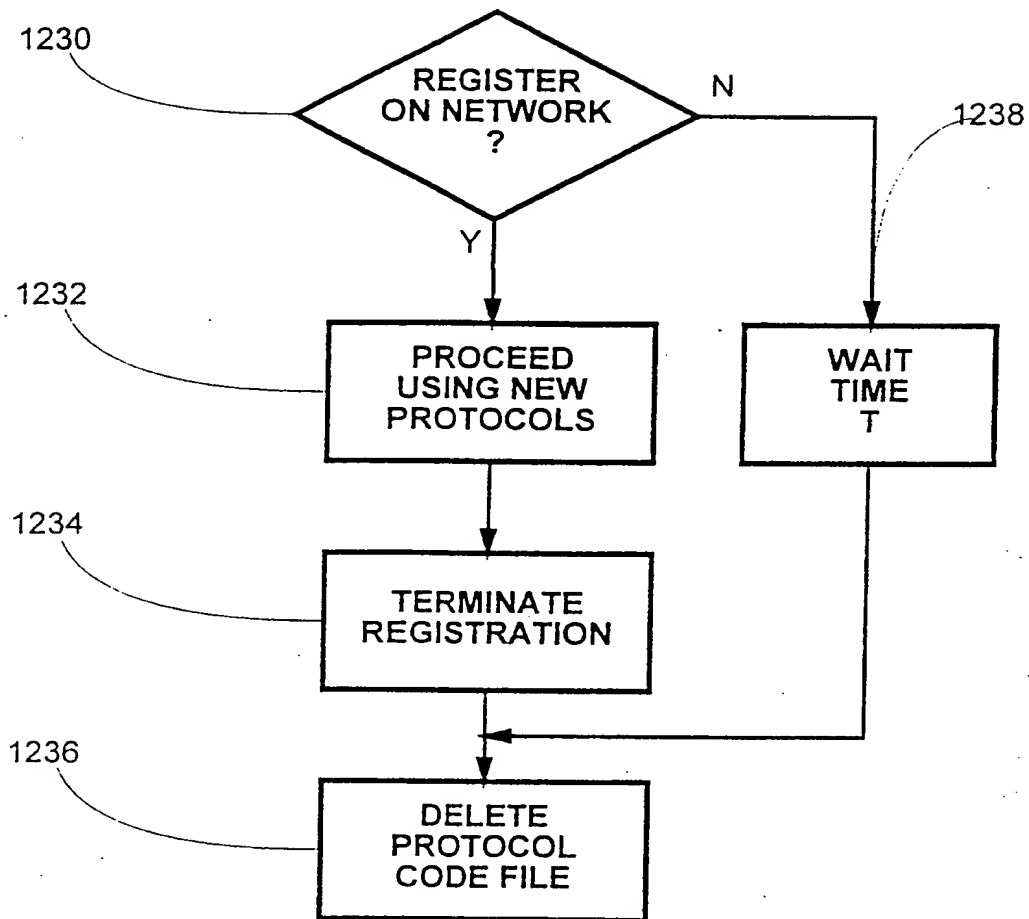 1230
REGISTER
ON NETWORK
?
N
1238
Y
1232
PROCEED
USING NEW
PROTOCOLS
WAIT
TIME
T
1234
TERMINATE
REGISTRATION
1236
DELETE
PROTOCOL
CODE FILE